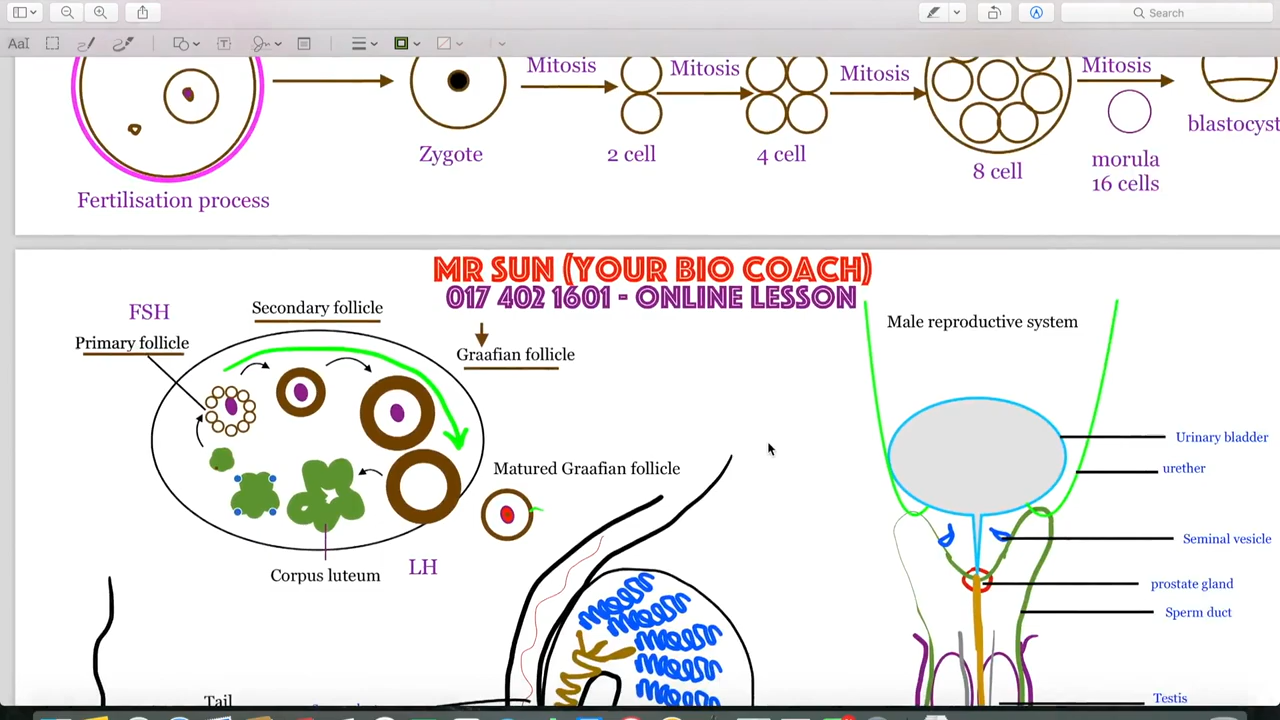 Search
AaI
T
Mitosis
Mitosis
Mitosis
Mitosis
Zygote
2 cell
4 cell
8 cell
morula
16 cells
blastocyst
Fertilisation process
MR SUN (YOUR BIO COACH)
017 402 1601 - ONLINE LESSON
FSH
Secondary follicle
Primary follicle
Graafian follicle
Matured Graafian follicle
Corpus luteum
LH
Male reproductive system
Urinary bladder
urether
Seminal vesicle
prostate gland
Sperm duct
Testis
Tail